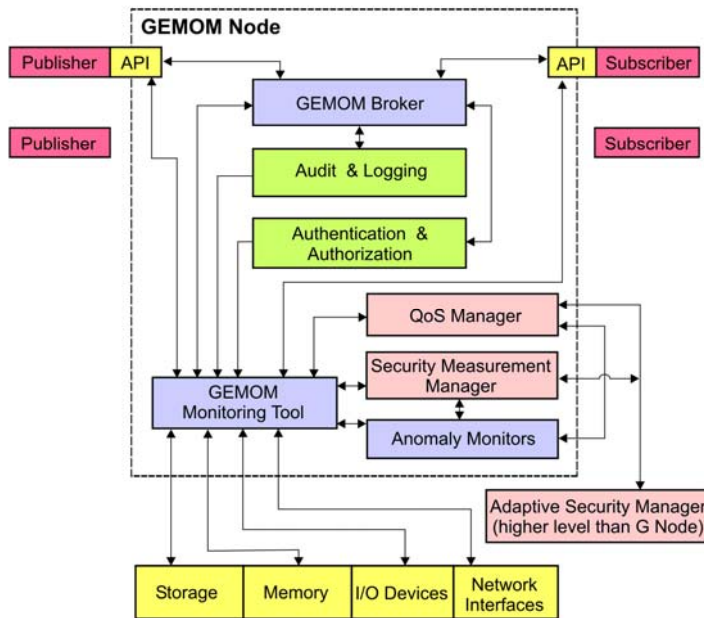 GEMOM Node
Publisher
API
API
Subscriber
GEMOM Broker
Publisher
Subscriber
Audit & Logging
Authentication &
Authorization
QoS Manager
Security Measurement
Manager
GEMOM
Monitoring Tool
Anomaly Monitors
Adaptive Security Manager
(higher level than G Node)
Storage
Memory
I/O Devices
Network
Interfaces